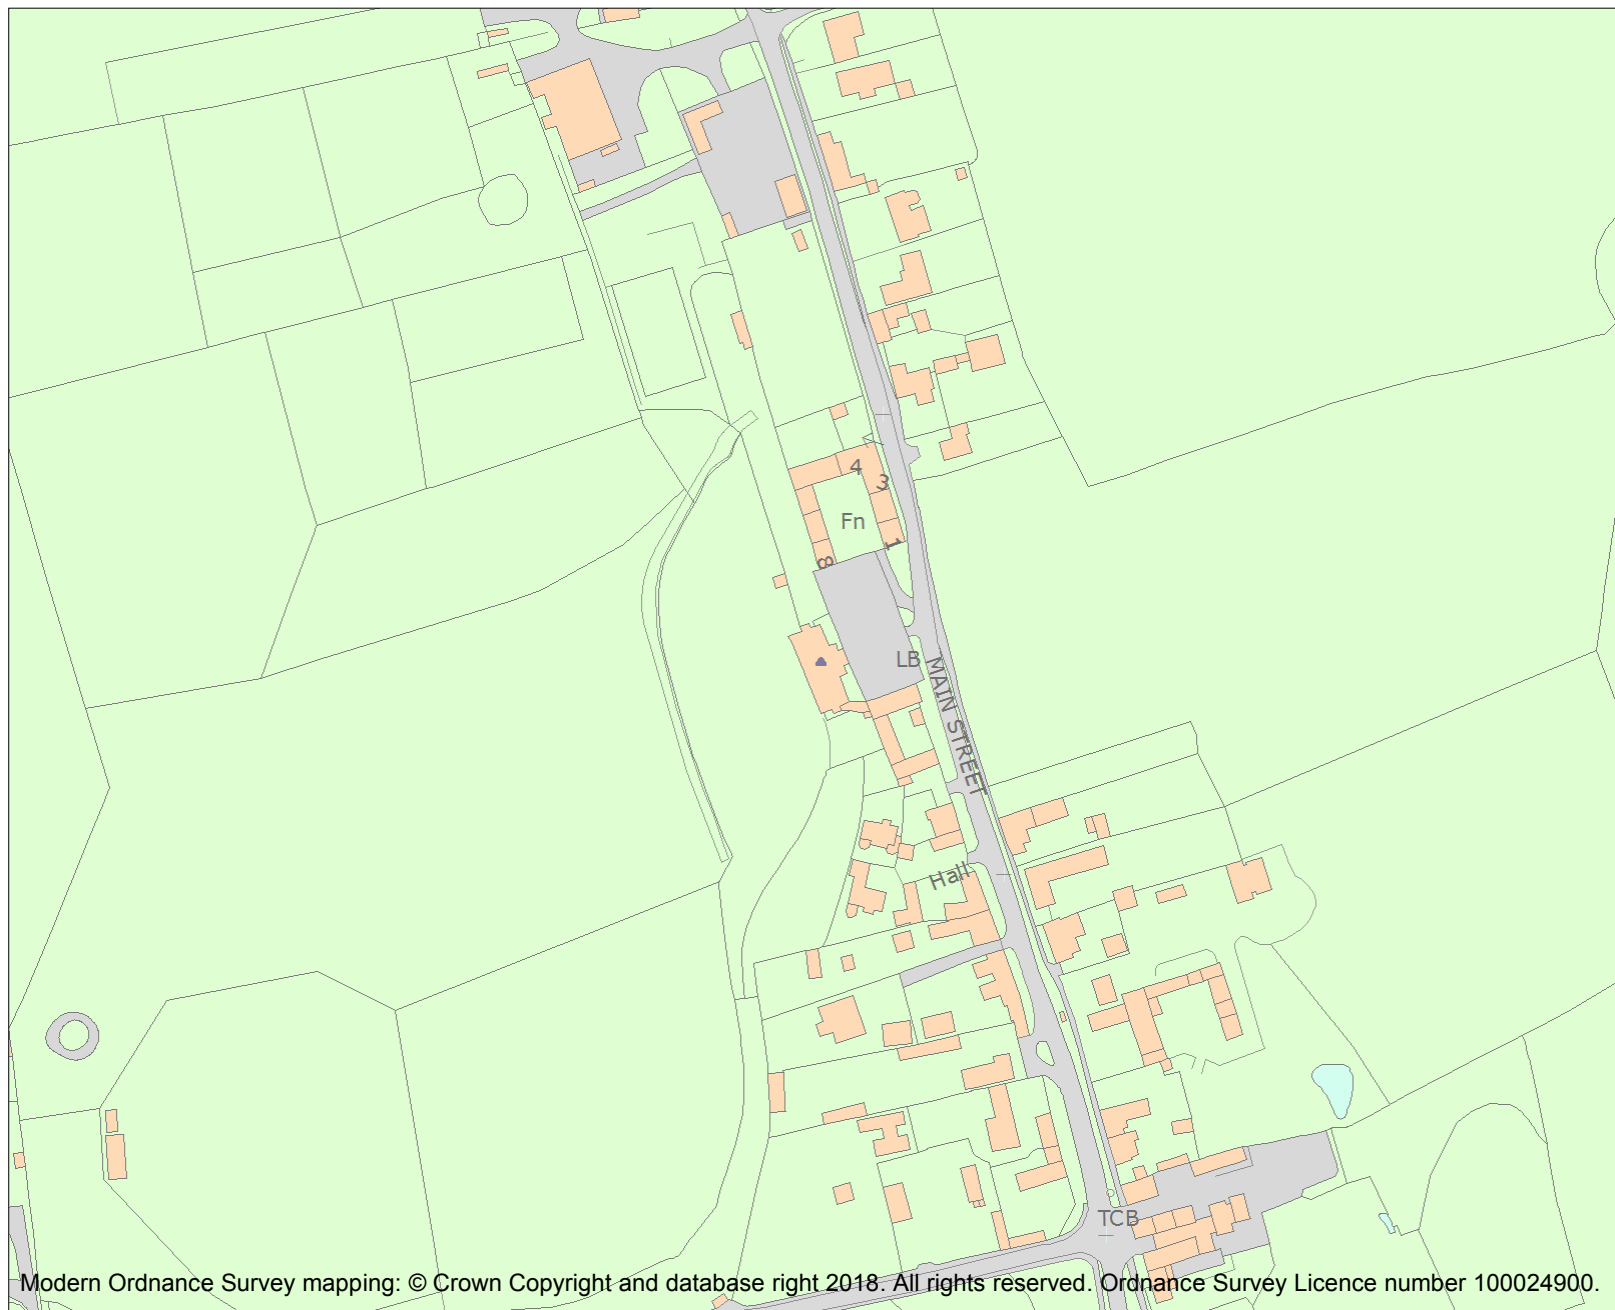 4
3
Fn
1
8
LB
MAIN STREET
Hall
TCB
Modern Ordnance Survey mapping: © Crown Copyright and database right 2018. All rights reserved. Ordnance Survey Licence number 100024900.